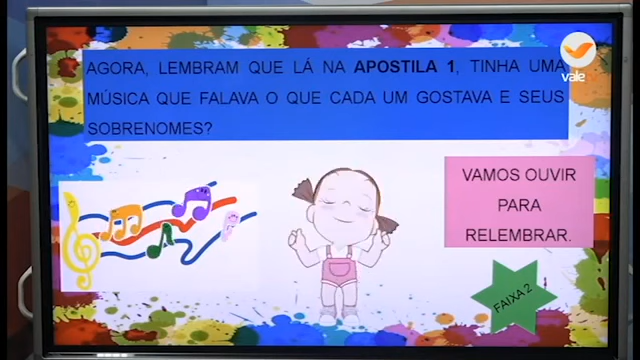 AGORA, LEMBRAM QUE LÁ NA APOSTILA 1, TINHA UMA
MÚSICA QUE FALAVA O QUE CADA UM GOSTAVA E SEUS
SOBRENOMES?
VAMOS OUVIR
PARA
RELEMBRAR.
FAIXA 2
vale